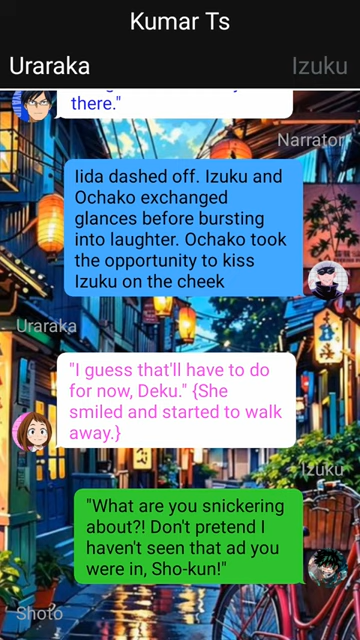 Kumar Ts
Uraraka
Izuku
there."
Narrator
Iida dashed off. Izuku and
Ochako exchanged
glances before bursting
into laughter. Ochako took
the opportunity to kiss
Izuku on the cheek
Uraraka
"I guess that'll have to do
for now, Deku." {She
smiled and started to walk
away.}
Izuku
"What are you snickering
about?! Don't pretend I
haven't seen that ad you
were in, Sho-kun!"
Shoto